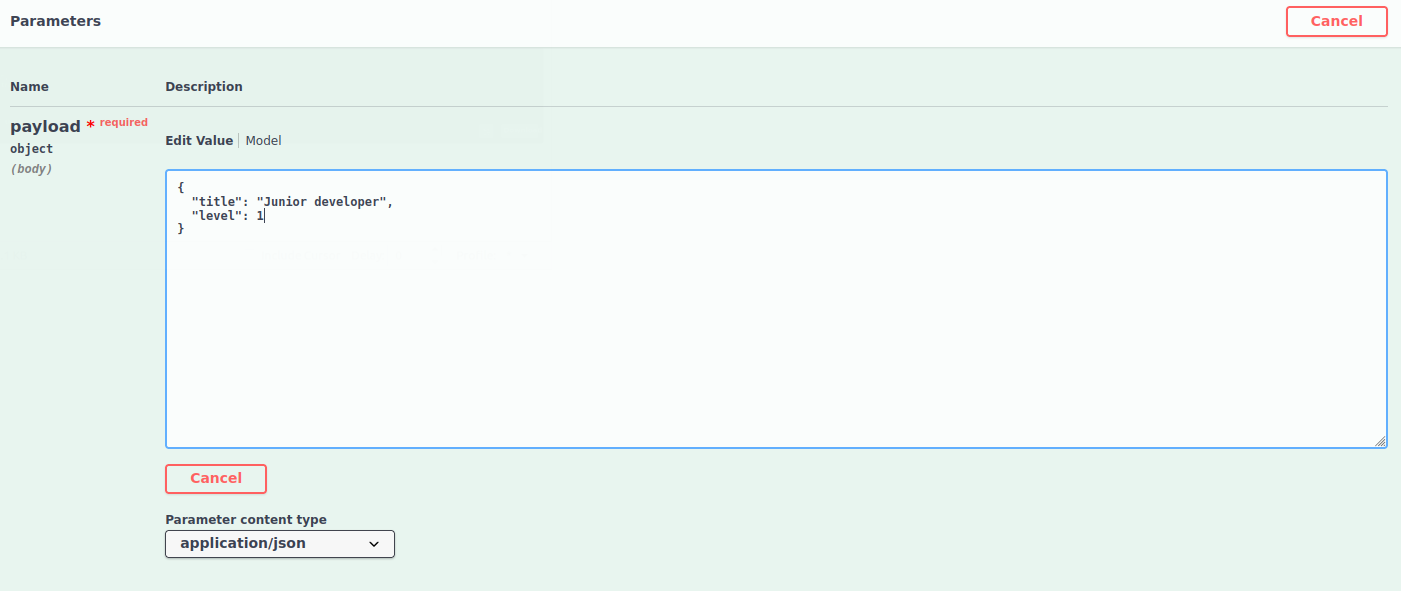 Parameters
Cancel
Name Description
payload * required
object
(body)
Edit Value | Model
{
  "title": "Junior developer",
  "level": 1
}
Cancel
Parameter content type
application/json